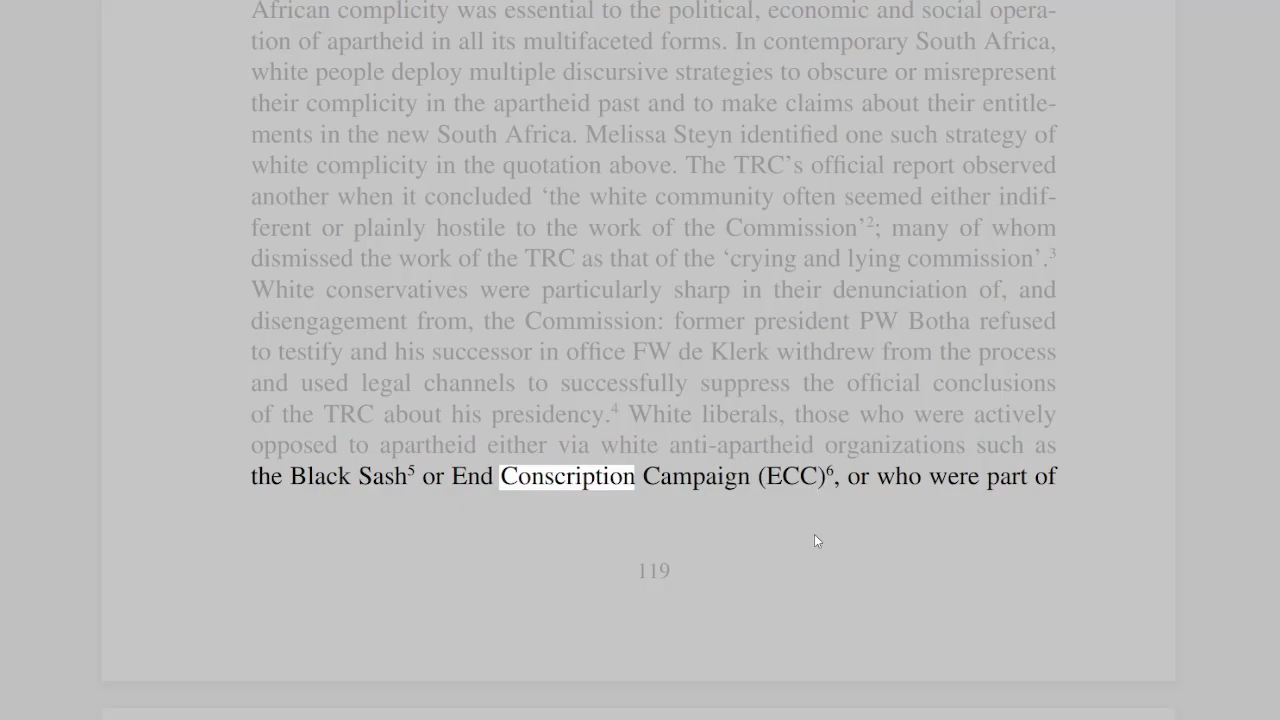 African complicity was essential to the political, economic and social opera-
tion of apartheid in all its multifaceted forms. In contemporary South Africa,
white people deploy multiple discursive strategies to obscure or misrepresent
their complicity in the apartheid past and to make claims about their entitle-
ments in the new South Africa. Melissa Steyn identified one such strategy of
white complicity in the quotation above. The TRC’s official report observed
another when it concluded ‘the white community often seemed either indif-
ferent or plainly hostile to the work of the Commission’²; many of whom
dismissed the work of the TRC as that of the ‘crying and lying commission’.³
White conservatives were particularly sharp in their denunciation of, and
disengagement from, the Commission: former president PW Botha refused
to testify and his successor in office FW de Klerk withdrew from the process
and used legal channels to successfully suppress the official conclusions
of the TRC about his presidency.⁴ White liberals, those who were actively
opposed to apartheid either via white anti-apartheid organizations such as
the Black Sash⁵ or End Conscription Campaign (ECC)⁶, or who were part of
119